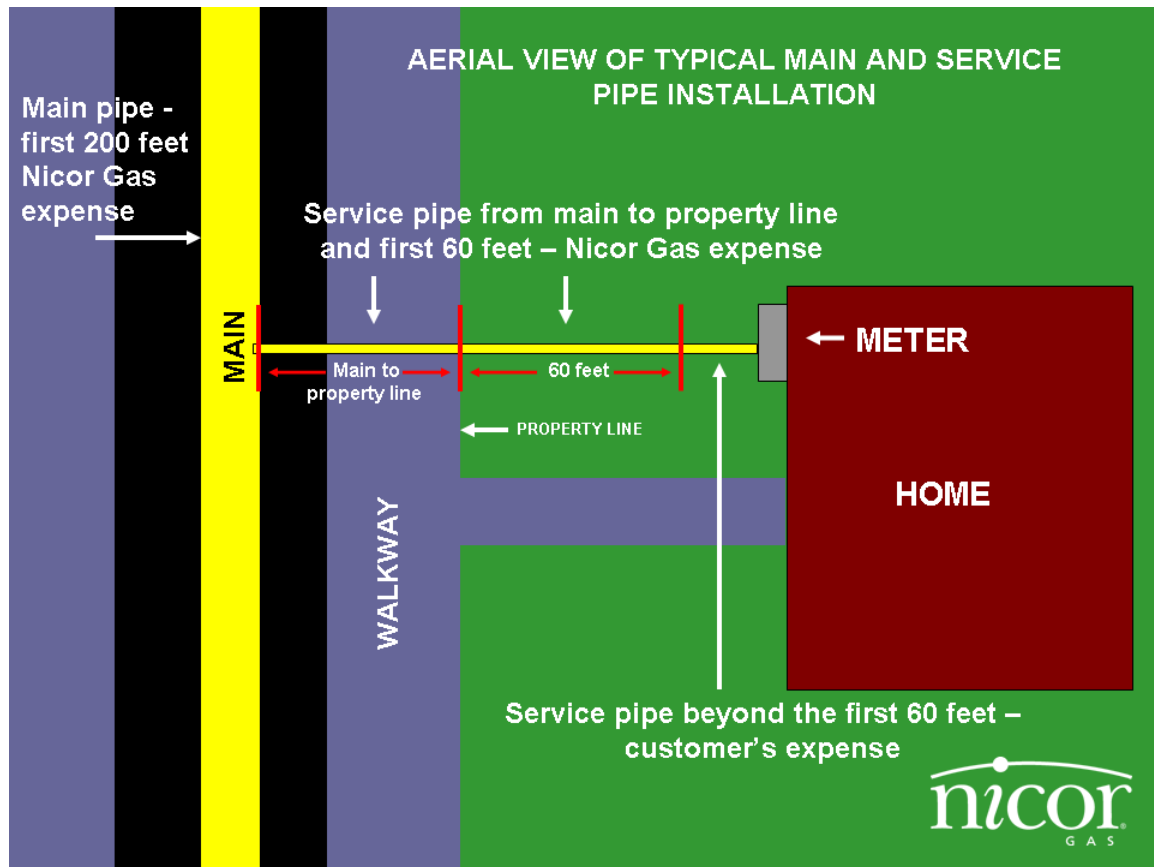 AERIAL VIEW OF TYPICAL MAIN AND SERVICE
PIPE INSTALLATION
Main pipe -
first 200 feet
Nicor Gas
expense
Service pipe from main to property line
and first 60 feet – Nicor Gas expense
MAIN
METER
Main to
property line
60 feet
PROPERTY LINE
HOME
WALKWAY
Service pipe beyond the first 60 feet –
customer's expense
nicor®
GAS